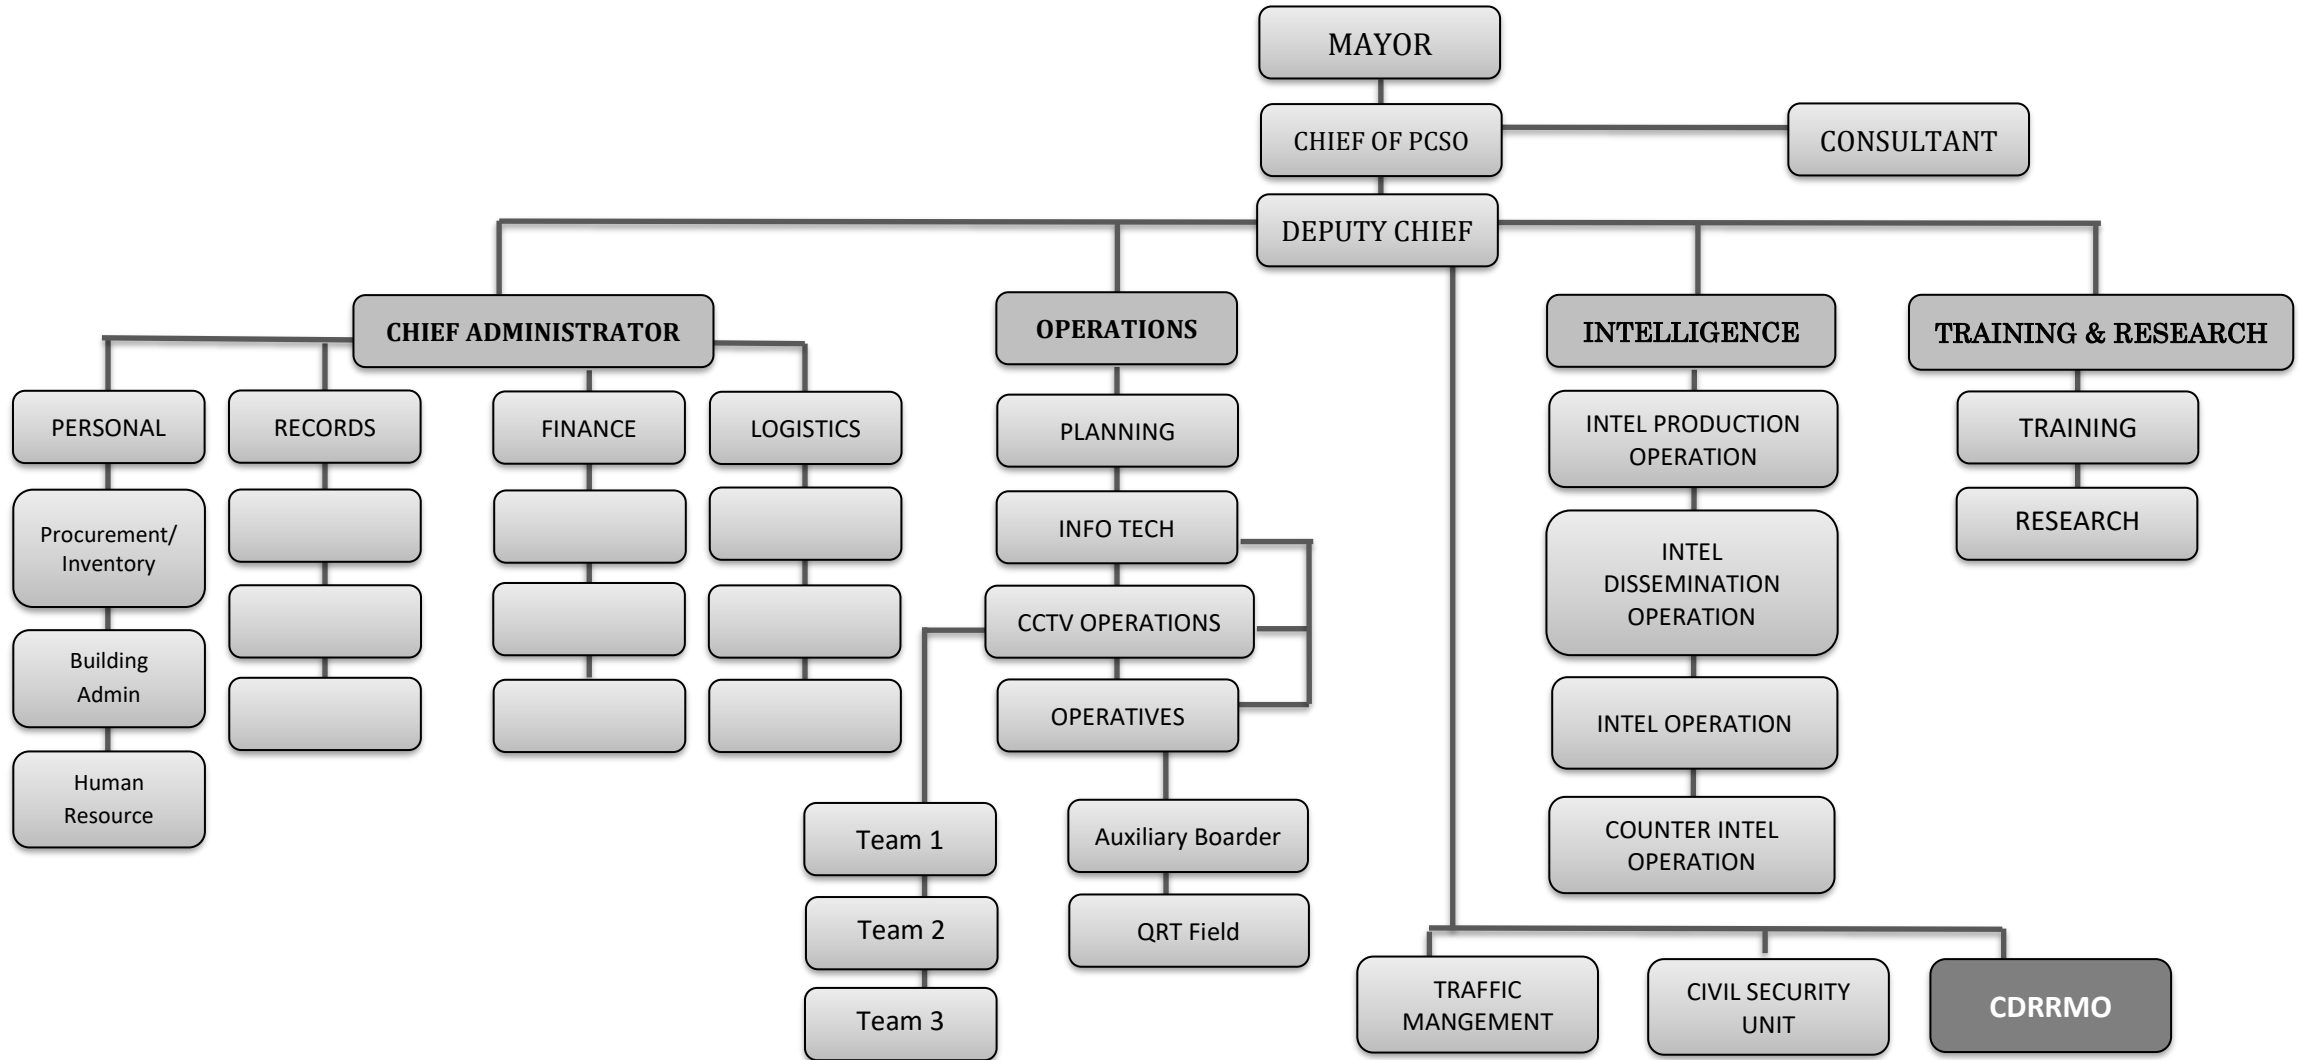 MAYOR
CHIEF OF PCSO
CONSULTANT
DEPUTY CHIEF
CHIEF ADMINISTRATOR
OPERATIONS
INTELLIGENCE
TRAINING & RESEARCH
PERSONAL
RECORDS
FINANCE
LOGISTICS
PLANNING
INTEL PRODUCTION
OPERATION
TRAINING
Procurement/
Inventory
INFO TECH
INTEL
DISSEMINATION
OPERATION
RESEARCH
Building
Admin
CCTV OPERATIONS
Human
Resource
OPERATIVES
INTEL OPERATION
Team 1
Auxiliary Boarder
COUNTER INTEL
OPERATION
Team 2
QRT Field
Team 3
TRAFFIC
MANGEMENT
CIVIL SECURITY
UNIT
CDRRMO